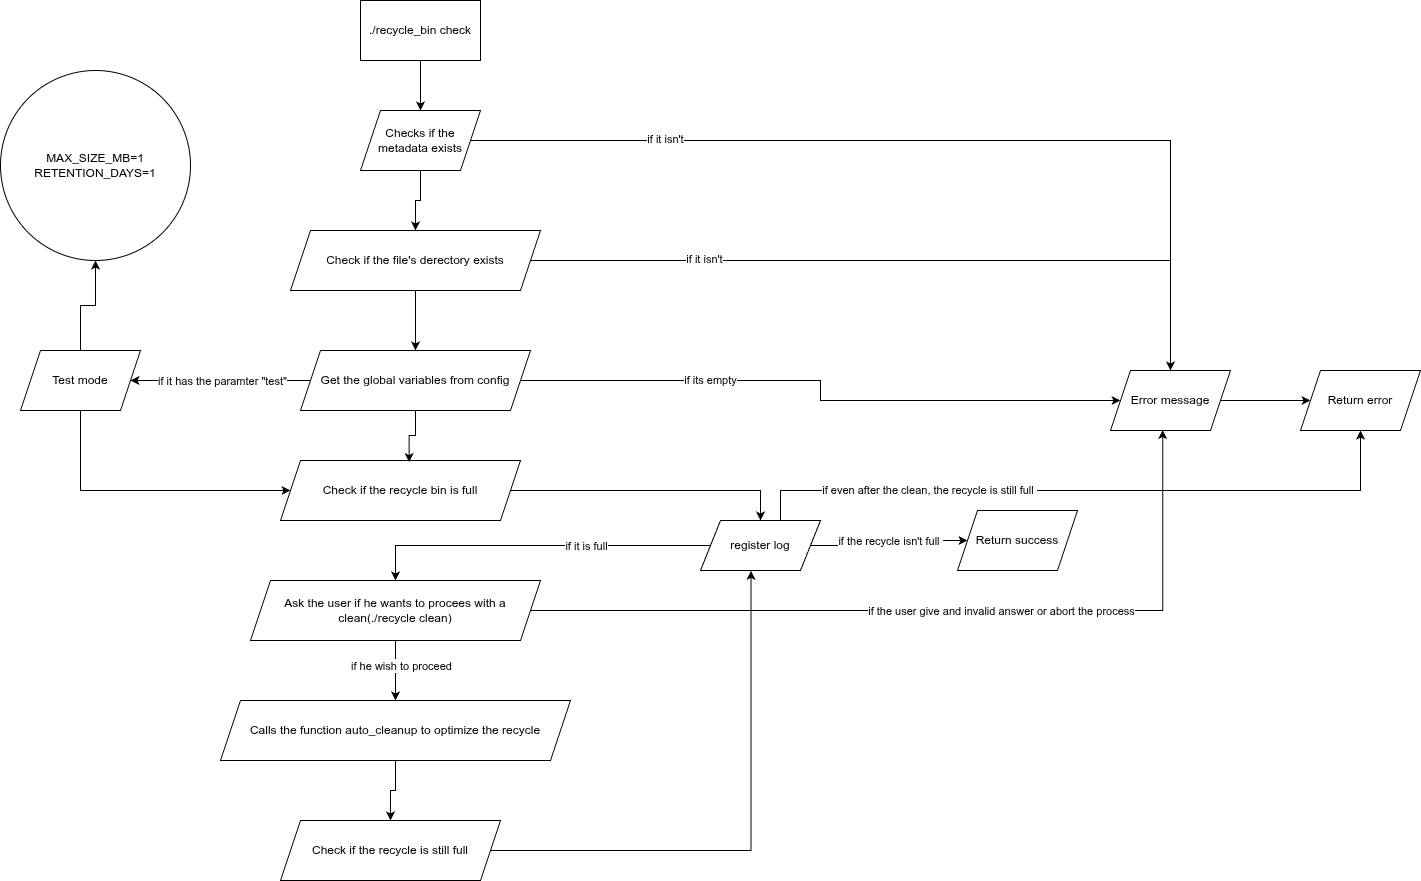 ./recycle_bin check
Checks if the
metadata exists
if it isn't
MAX_SIZE_MB=1
RETENTION_DAYS=1
Check if the file's derectory exists
if it isn't
Test mode
if it has the paramter "test"
Get the global variables from config
if its empty
Error message
Return error
Check if the recycle bin is full
if even after the clean, the recycle is still full
register log
if the recycle isn't full
Return success
if it is full
Ask the user if he wants to procees with a
clean(./recycle clean)
if the user give and invalid answer or abort the process
if he wish to proceed
Calls the function auto_cleanup to optimize the recycle
Check if the recycle is still full